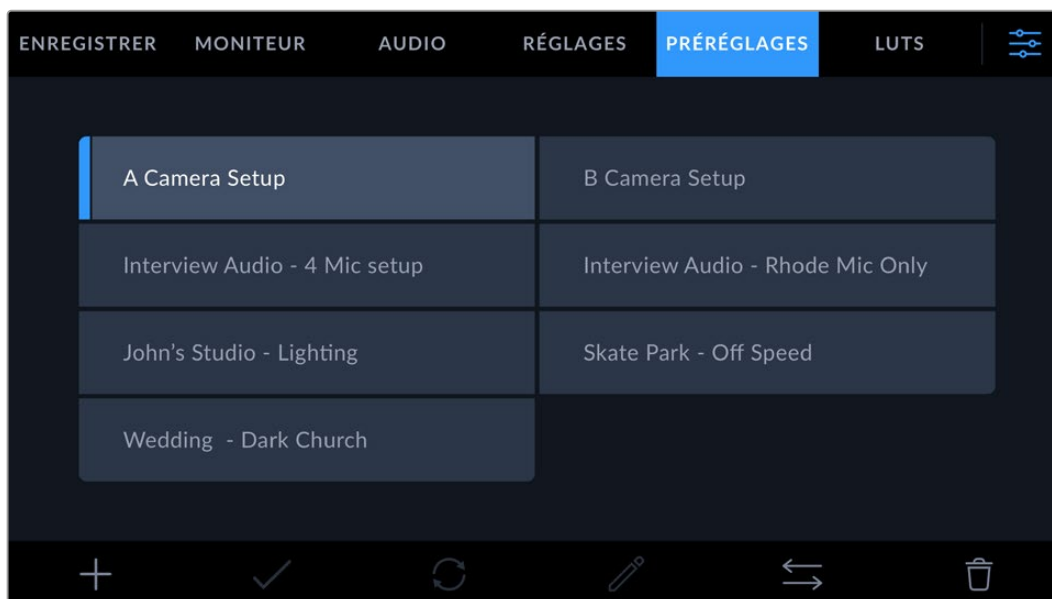 ENREGISTRER MONITEUR AUDIO RÉGLAGES PRÉRÉGLAGES LUTS
A Camera Setup B Camera Setup
Interview Audio - 4 Mic setup Interview Audio - Rhode Mic Only
John's Studio - Lighting Skate Park - Off Speed
Wedding - Dark Church